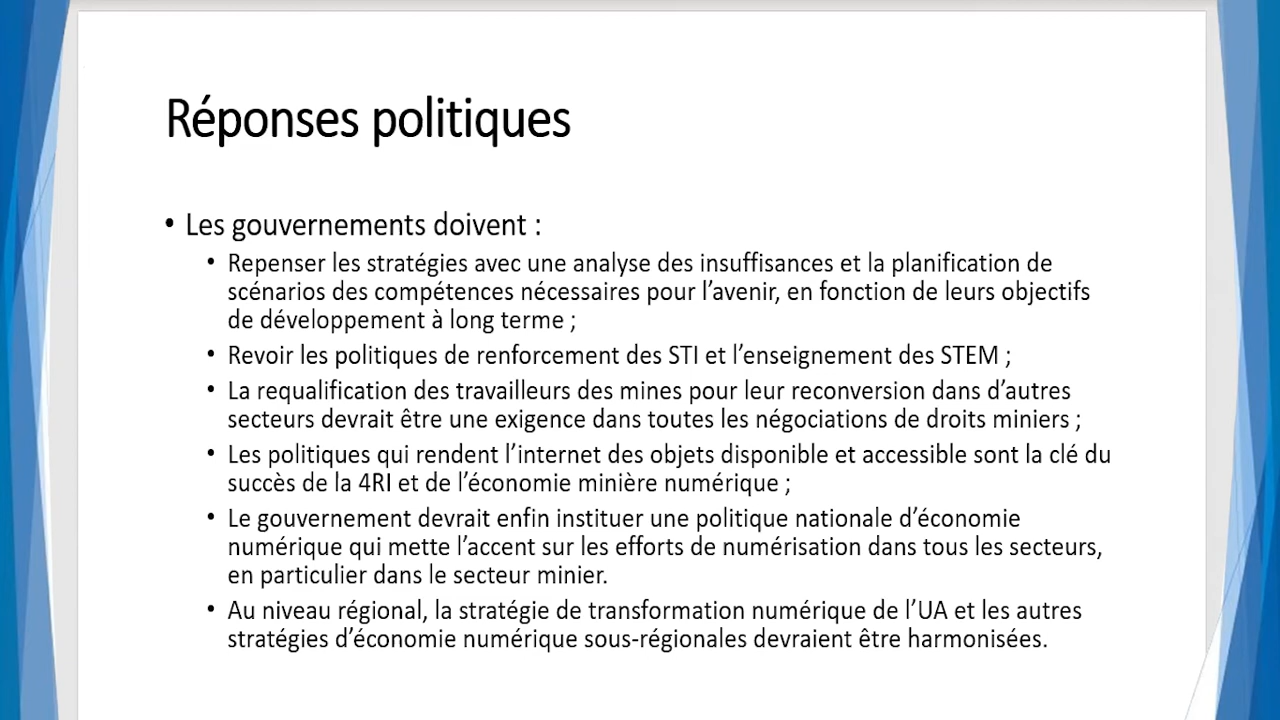 Réponses politiques
• Les gouvernements doivent :
• Repenser les stratégies avec une analyse des insuffisances et la planification de
scénarios des compétences nécessaires pour l’avenir, en fonction de leurs objectifs
de développement à long terme ;
• Revoir les politiques de renforcement des STI et l’enseignement des STEM ;
• La requalification des travailleurs des mines pour leur reconversion dans d’autres
secteurs devrait être une exigence dans toutes les négociations de droits miniers ;
• Les politiques qui rendent l’internet des objets disponible et accessible sont la clé du
succès de la 4RI et de l’économie minière numérique ;
• Le gouvernement devrait enfin instituer une politique nationale d’économie
numérique qui mette l’accent sur les efforts de numérisation dans tous les secteurs,
en particulier dans le secteur minier.
• Au niveau régional, la stratégie de transformation numérique de l’UA et les autres
stratégies d’économie numérique sous-régionales devraient être harmonisées.